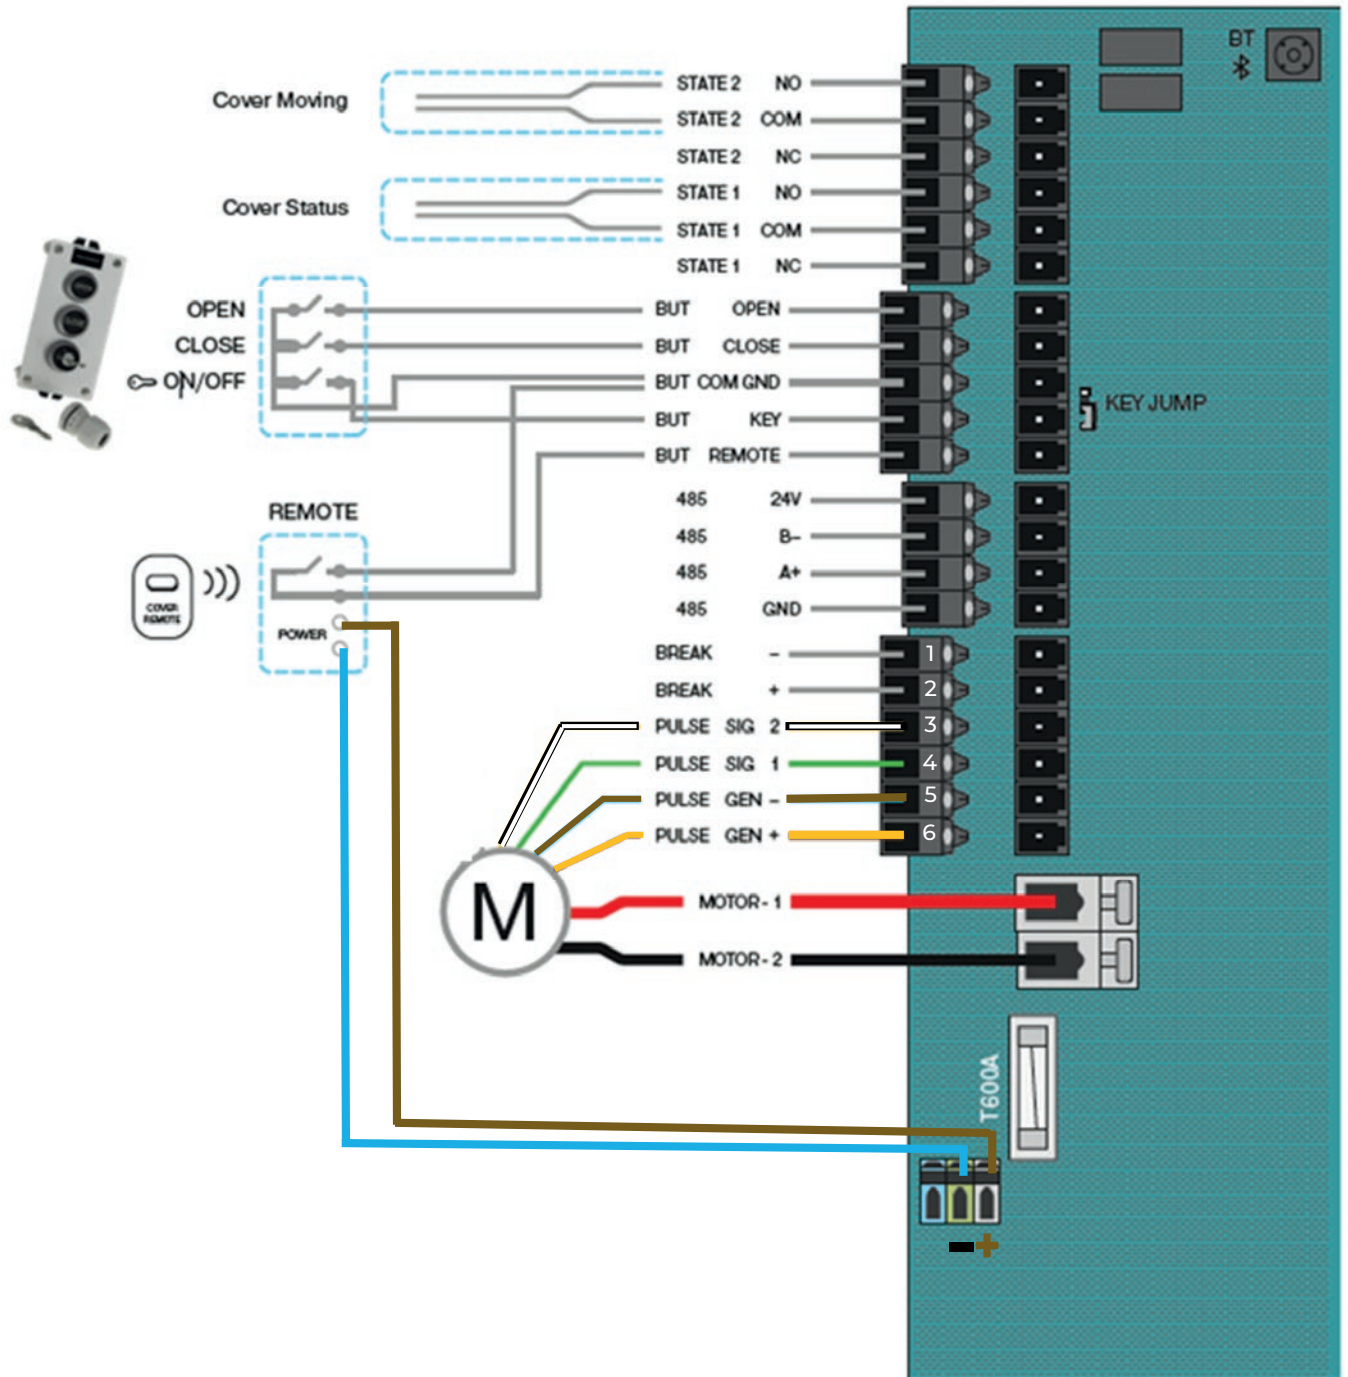 BT
STATE 2 NO
Cover Moving
STATE 2 COM
STATE 2 NC
STATE 1 NO
Cover Status
STATE 1 COM
STATE 1 NC
OPEN BUT OPEN
CLOSE BUT CLOSE
ON/OFF BUT COM GND
KEY JUMP
BUT KEY
BUT REMOTE
485 24V
REMOTE
485 B-
485 A+
COVER
REMOTE
485 GND
POWER
BREAK - 1
BREAK + 2
PULSE SIG 2 3
PULSE SIG 1 4
PULSE GEN - 5
PULSE GEN + 6
M
MOTOR - 1
MOTOR - 2
T600A
- +